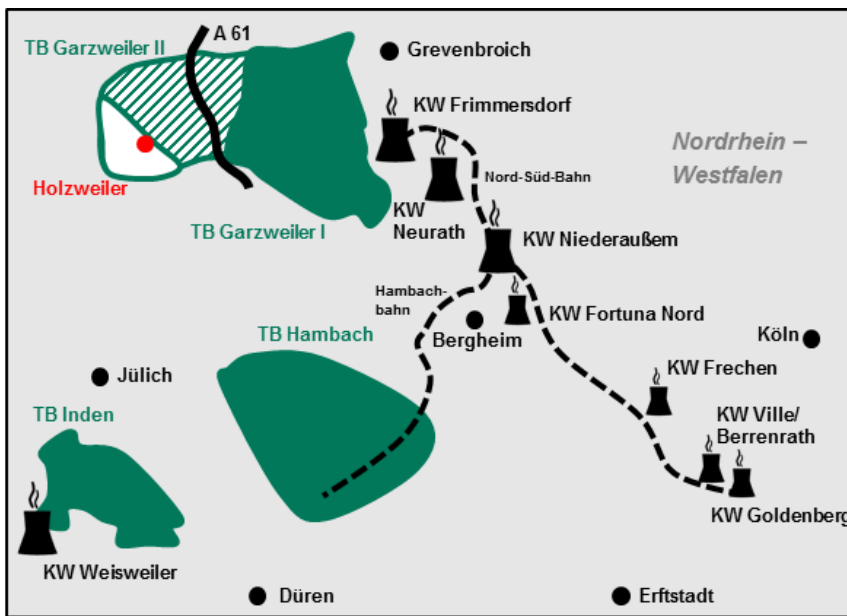 A 61
TB Garzweiler II
Grevenbroich
KW Frimmersdorf
Nordrhein –
Westfalen
Nord-Süd-Bahn
Holzweiler
KW
Neurath
TB Garzweiler I
KW Niederaußem
Hambach-
bahn
KW Fortuna Nord
TB Hambach
Bergheim
Köln
KW Frechen
Jülich
TB Inden
KW Ville/
Berrenrath
KW Goldenberg
KW Weisweiler
Düren
Erftstadt